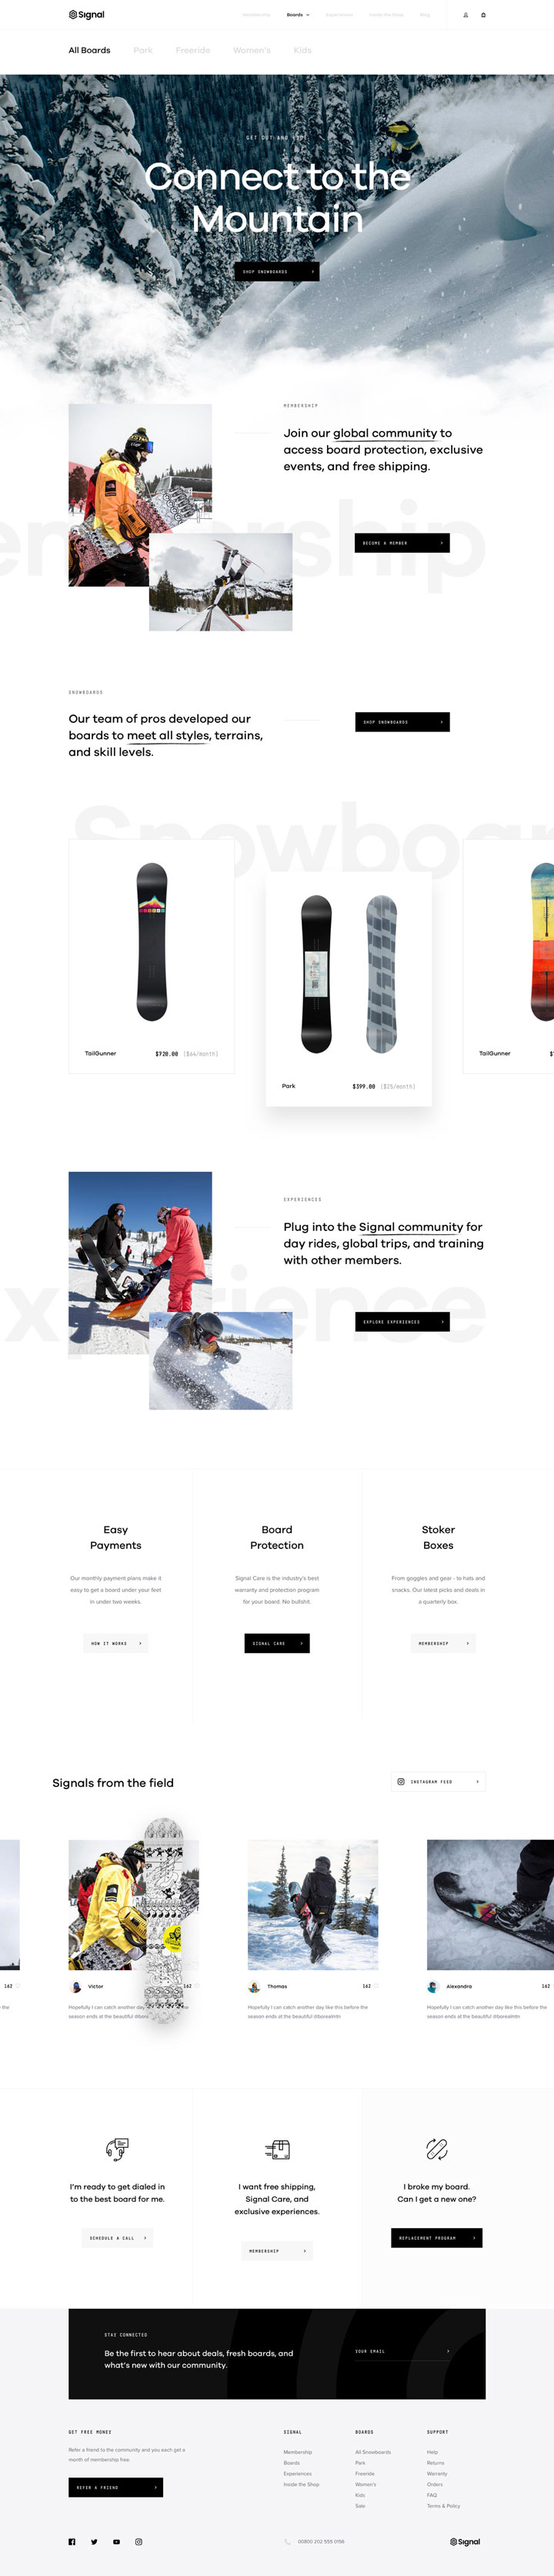 Signal
Membership Boards Experiences Inside the Shop Blog
All Boards Park Freeride Women's Kids
Connect to the
Mountain
SHOP SNOWBOARDS
MEMBERSHIP
Join our global community to
access board protection, exclusive
events, and free shipping.
BECOME A MEMBER
SNOWBOARDS
Our team of pros developed our
boards to meet all styles, terrains,
and skill levels.
SHOP SNOWBOARDS
Snowboar
TailGunner $720.00 ($64/month)
Park $399.00 ($25/month)
TailGunner
EXPERIENCES
Plug into the Signal community for
day rides, global trips, and training
with other members.
EXPLORE EXPERIENCES
Easy
Payments
Our monthly payment plans make it
easy to get a board under your feet
in under two weeks.
HOW IT WORKS
Board
Protection
Signal Care is the industry's best
warranty and protection program
for your board. No bullshit.
SIGNAL CARE
Stoker
Boxes
From goggles and gear - to hats and
snacks. Our latest picks and deals in
a quarterly box.
MEMBERSHIP
Signals from the field
INSTAGRAM FEED
162
the
Victor 162
Hopefully I can catch another day
season ends at the beautiful
Thomas 162
Hopefully I can catch another day like this before the
season ends at the beautiful @borealmtn
Alexandra 162
Hopefully I can catch another day like this before the
season ends at the beautiful @borealmtn
I'm ready to get dialed in
to the best board for me.
SCHEDULE A CALL
I want free shipping,
Signal Care, and
exclusive experiences.
MEMBERSHIP
I broke my board.
Can I get a new one?
REPLACEMENT PROGRAM
STAY CONNECTED
Be the first to hear about deals, fresh boards, and
what's new with our community.
YOUR EMAIL
GET FREE MONEY
Refer a friend to the community and you each get a
month of membership free.
REFER A FRIEND
SIGNAL
Membership
Boards
Experiences
Inside the Shop
BOARDS
All Snowboards
Park
Freeride
Women's
Kids
Sale
SUPPORT
Help
Returns
Warranty
Orders
FAQ
Terms & Policy
00800 202 555 0196
Signal